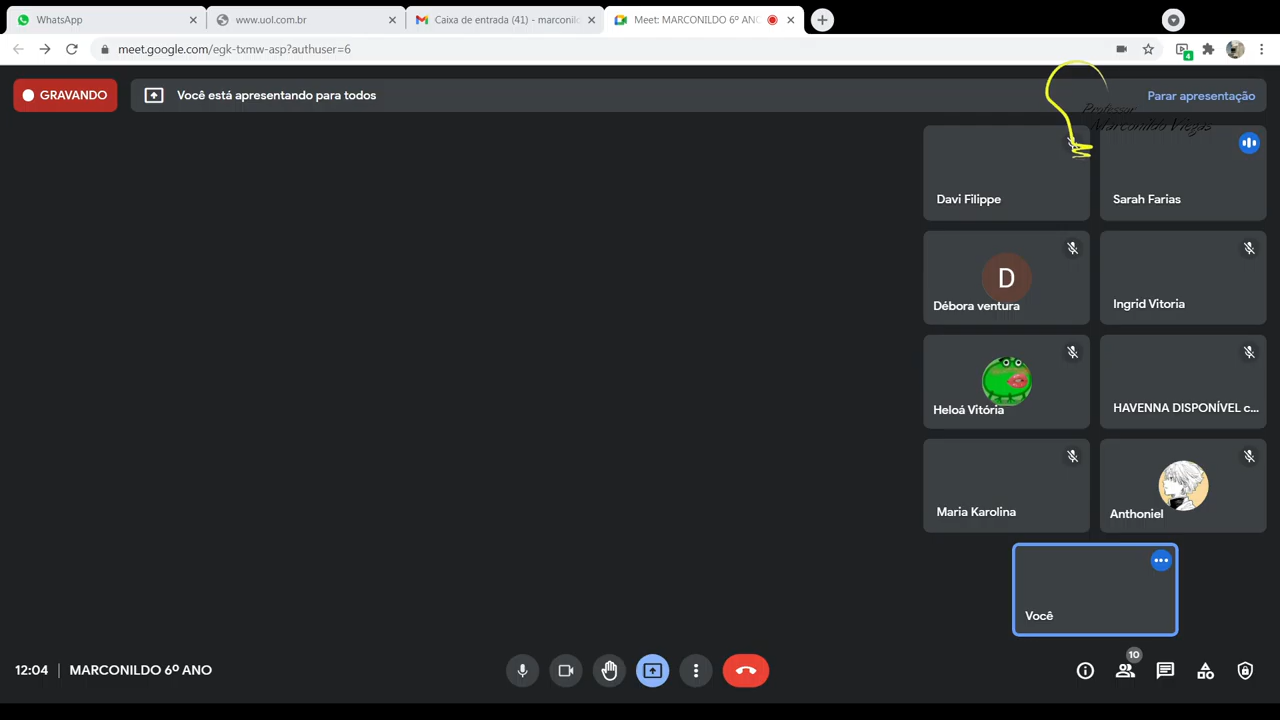 WhatsApp
www.uol.com.br
Caixa de entrada (41) - marconild
Meet: MARCONILDO 6º ANO
meet.google.com/egk-txmw-asp?authuser=6
4
GRAVANDO
Você está apresentando para todos
Parar apresentação
Professor
Marconildo Viegas
Davi Filippe
Sarah Farias
D
Débora ventura
Ingrid Vitoria
Heloá Vitória
HAVENNA DISPONÍVEL c...
Maria Karolina
Anthoniel
Você
12:04
MARCONILDO 6º ANO
10